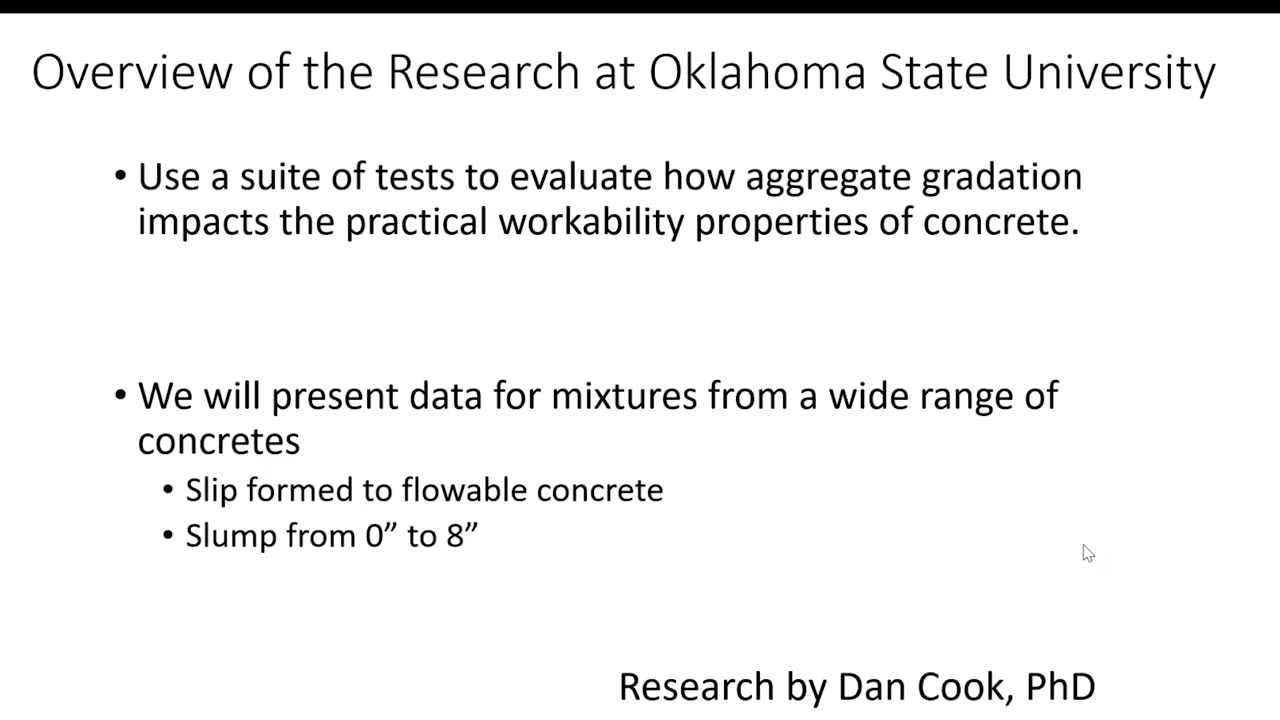 Overview of the Research at Oklahoma State University
• Use a suite of tests to evaluate how aggregate gradation
impacts the practical workability properties of concrete.
• We will present data for mixtures from a wide range of
concretes
• Slip formed to flowable concrete
• Slump from 0” to 8”
Research by Dan Cook, PhD